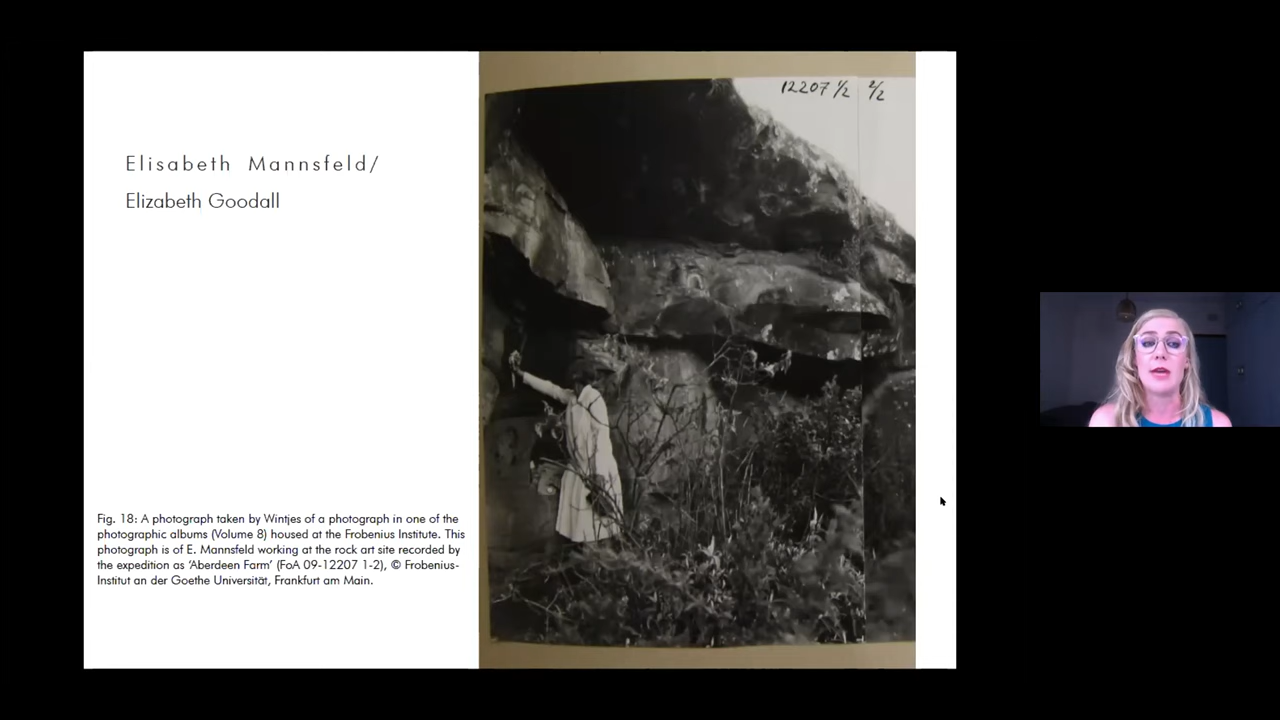 Elisabeth Mannsfeld/
Elizabeth Goodall
12207 ½ 2/2
Fig. 18: A photograph taken by Wintjes of a photograph in one of the
photographic albums (Volume 8) housed at the Frobenius Institute. This
photograph is of E. Mannsfeld working at the rock art site recorded by
the expedition as ‘Aberdeen Farm’ (FoA 09-12207 1-2), © Frobenius-
Institut an der Goethe Universität, Frankfurt am Main.